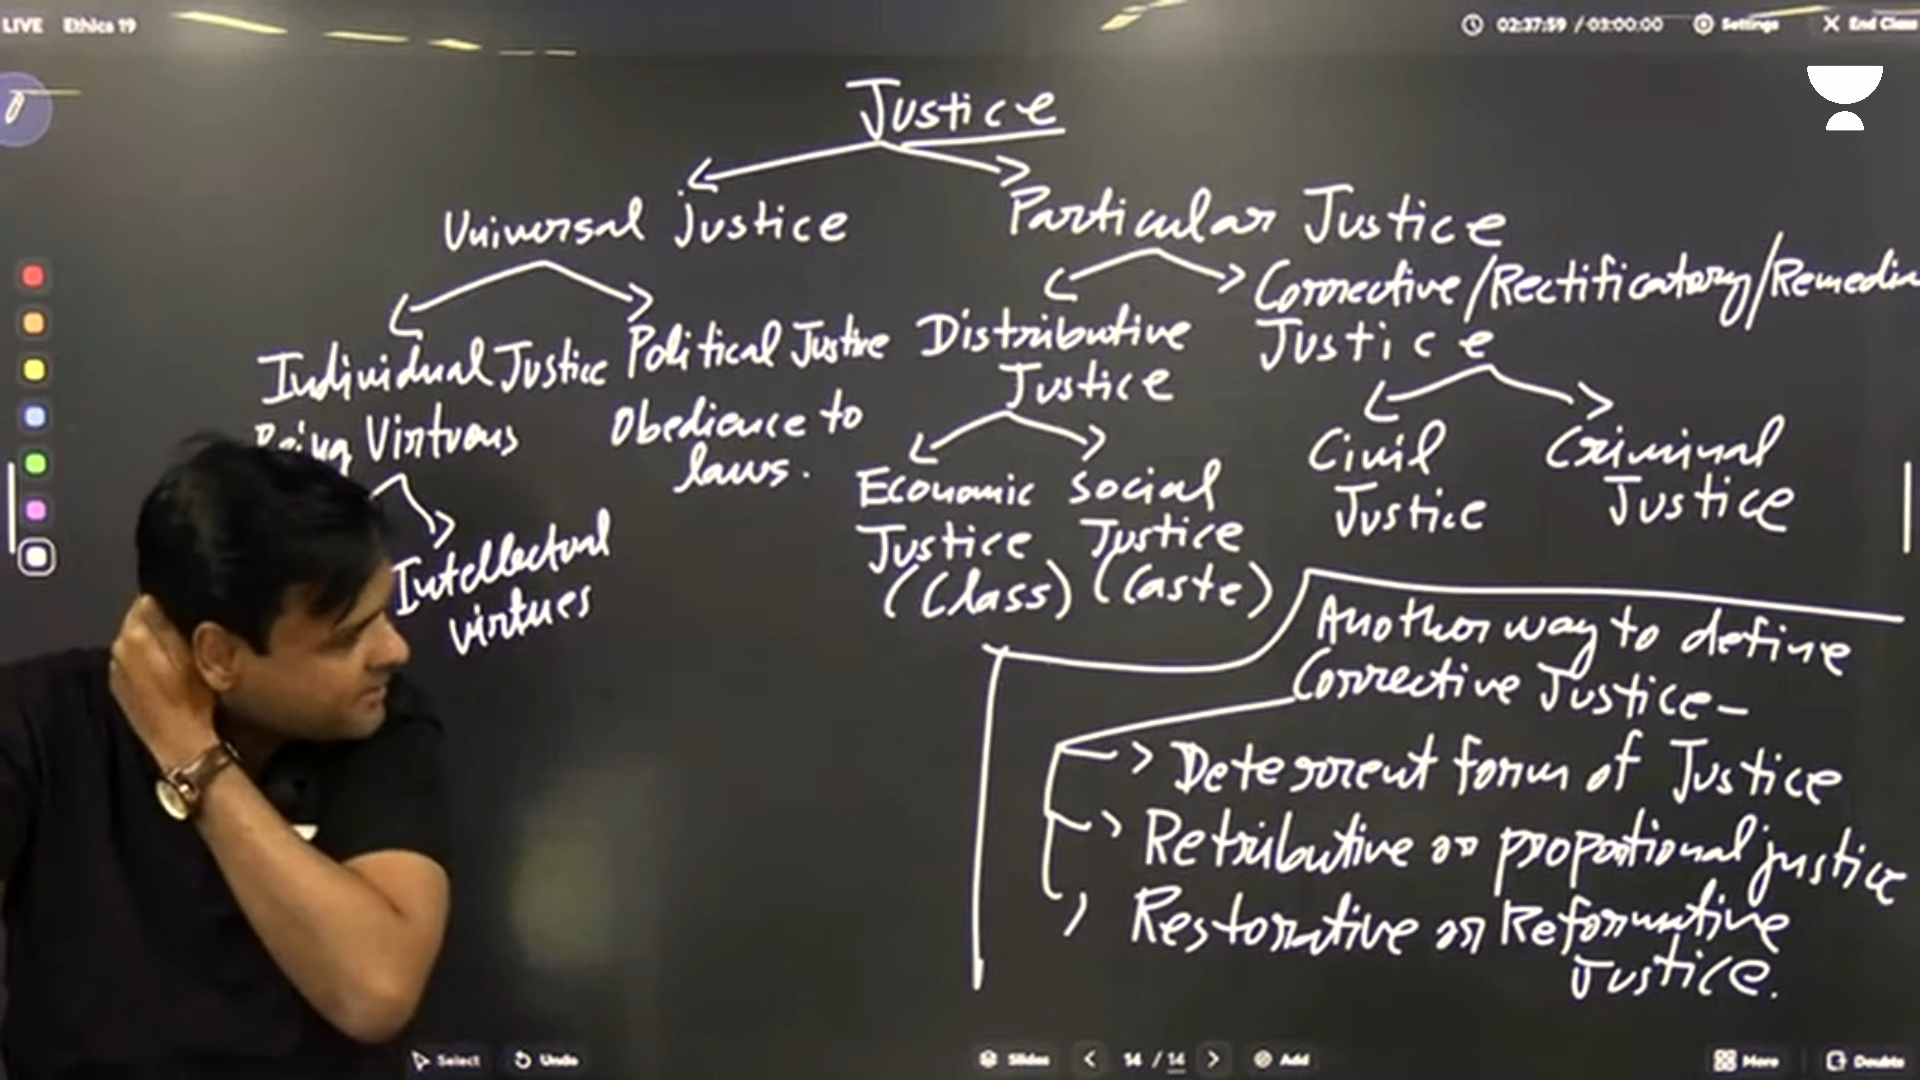 LIVE Ethics 19
02:37:59 / 03:00:00 Settings End Class
Justice
Universal justice
Particular Justice
Individual Justice
Being Virtuous
Intellectual
virtues
Political Justice
Obedience to
laws.
Distributive
Justice
Economic
Justice
(Class)
Social
Justice
(Caste)
Corrective/Rectificatory/Remedia
Justice
Civil
Justice
Criminal
Justice
Another way to define
Corrective Justice-
Deterrent form of Justice
Retributive or proportional justice
Restorative or Reformative
Justice.
Select Undo Slides 14 / 14 Add More Doubts